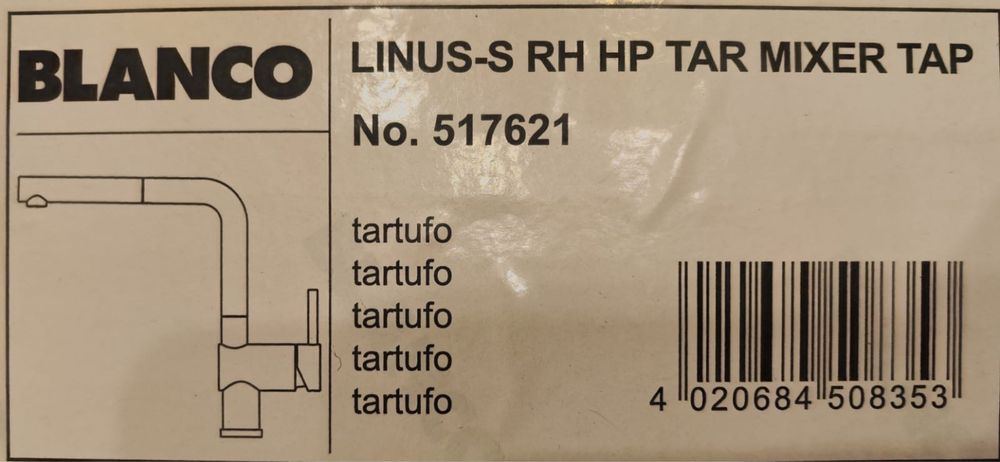 BLANCO
LINUS-S RH HP TAR MIXER TAP
No. 517621
tartufo
tartufo
tartufo
tartufo
tartufo
4 020684 508353